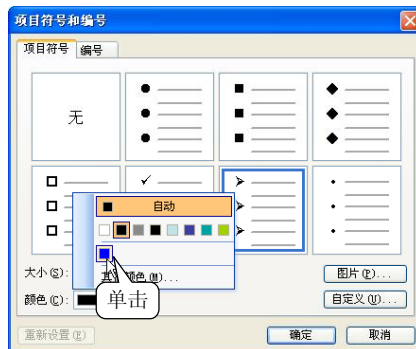 项目符号和编号
项目符号 编号
无
自动
大小(S):
其 颜色(M)...
图片(P)...
颜色(C):
单击
自定义(U)...
重新设置(E)
确定
取消